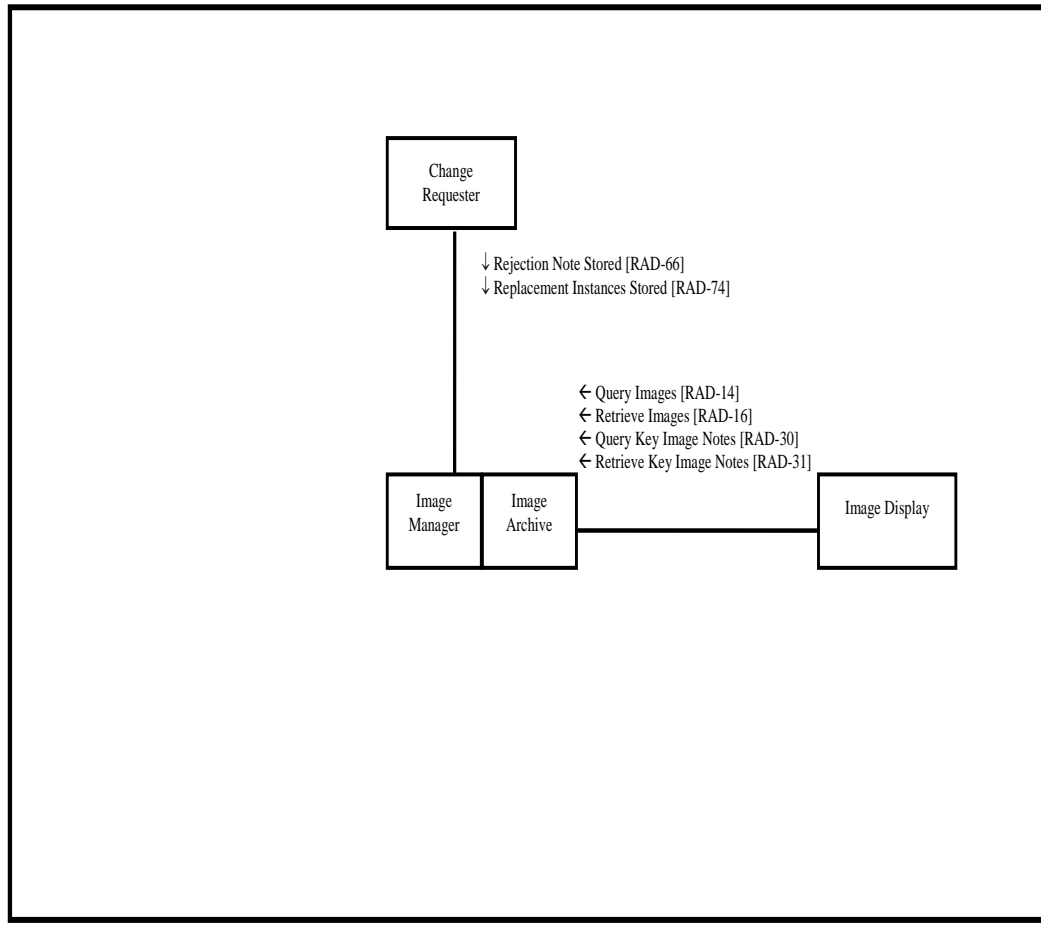 Change
Requester
↓ Rejection Note Stored [RAD-66]
↓ Replacement Instances Stored [RAD-74]
← Query Images [RAD-14]
← Retrieve Images [RAD-16]
← Query Key Image Notes [RAD-30]
← Retrieve Key Image Notes [RAD-31]
Image
Manager
Image
Archive
Image Display